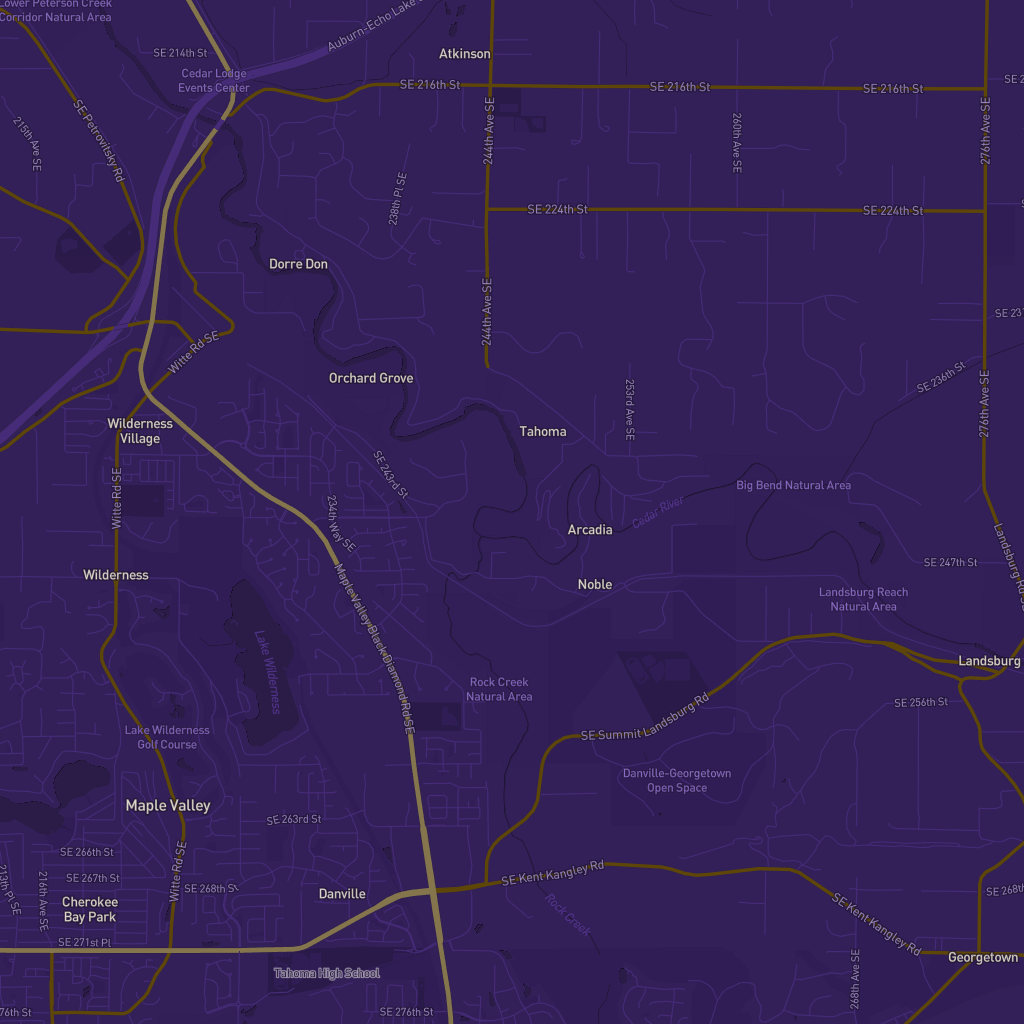 Lower Peterson Creek
Corridor Natural Area
Auburn-Echo Lake
SE 214th St
Atkinson
Cedar Lodge
Events Center
SE 216th St
SE 216th St
SE 216th St
SE Petrovitsky Rd
215th Ave SE
244th Ave SE
260th Ave SE
276th Ave SE
238th Pl SE
SE 224th St
SE 224th St
Dorre Don
244th Ave SE
Witte Rd SE
Orchard Grove
SE 236th St
253rd Ave SE
276th Ave SE
Wilderness
Village
Tahoma
SE 243rd St
Witte Rd SE
Big Bend Natural Area
234th Way SE
Cedar River
Arcadia
Landsburg Rd SE
SE 247th St
Wilderness
Noble
Landsburg Reach
Natural Area
Maple Valley Black Diamond Rd SE
Lake Wilderness
Landsburg
Rock Creek
Natural Area
SE 256th St
SE Summit Landsburg Rd
Lake Wilderness
Golf Course
Danville-Georgetown
Open Space
Maple Valley
SE 263rd St
SE 266th St
Witte Rd SE
SE 267th St
213th Pl SE
216th Ave SE
SE 268th St
SE Kent Kangley Rd
Danville
SE 268th
Cherokee
Bay Park
Rock Creek
SE Kent Kangley Rd
SE 271st Pl
Georgetown
Tahoma High School
268th Ave SE
76th St
SE 276th St